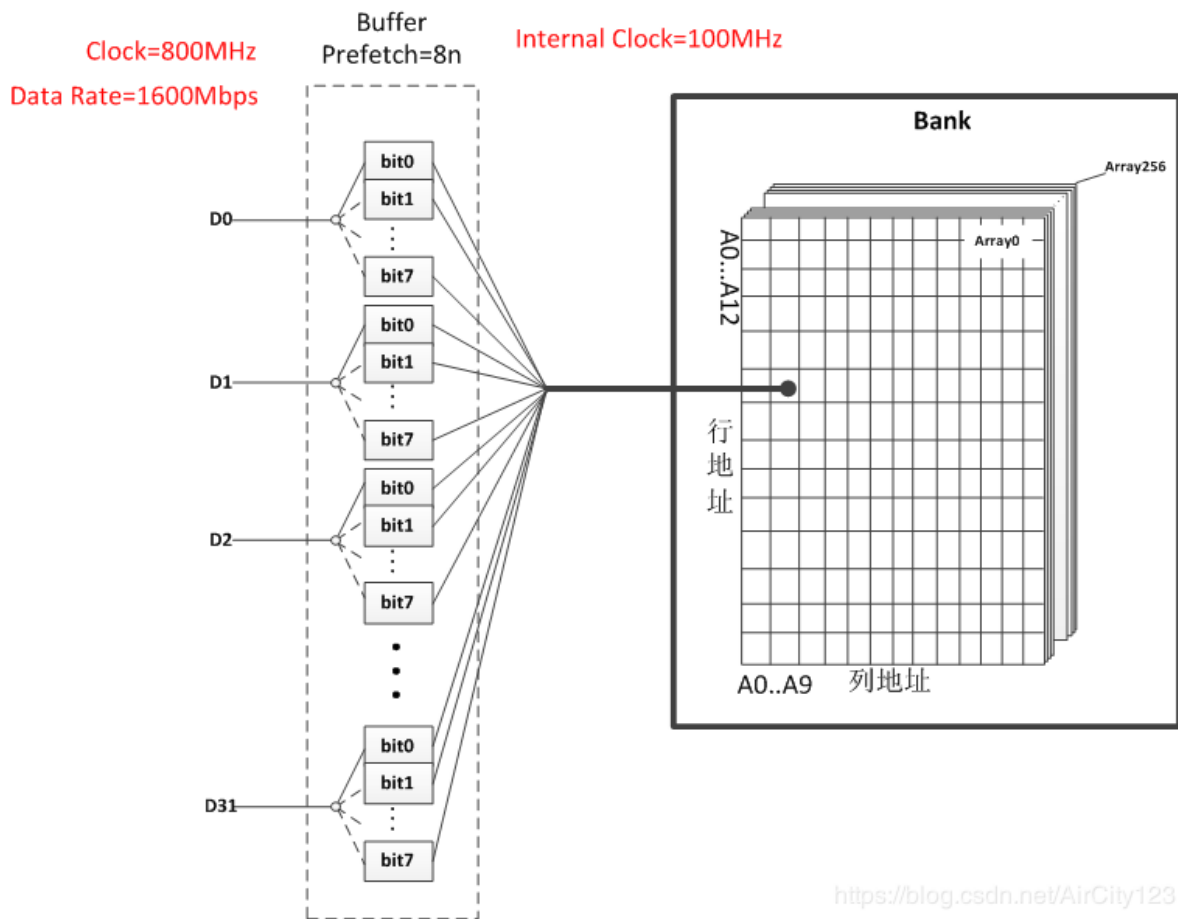 Clock=800MHz
Data Rate=1600Mbps
Buffer
Prefetch=8n
Internal Clock=100MHz
D0
bit0
bit1
bit7
D1
bit0
bit1
bit7
D2
bit0
bit1
bit7
D31
bit0
bit1
bit7
Bank
Array256
Array0
A0...A12
行地址
A0..A9 列地址
https://blog.csdn.net/AirCity123